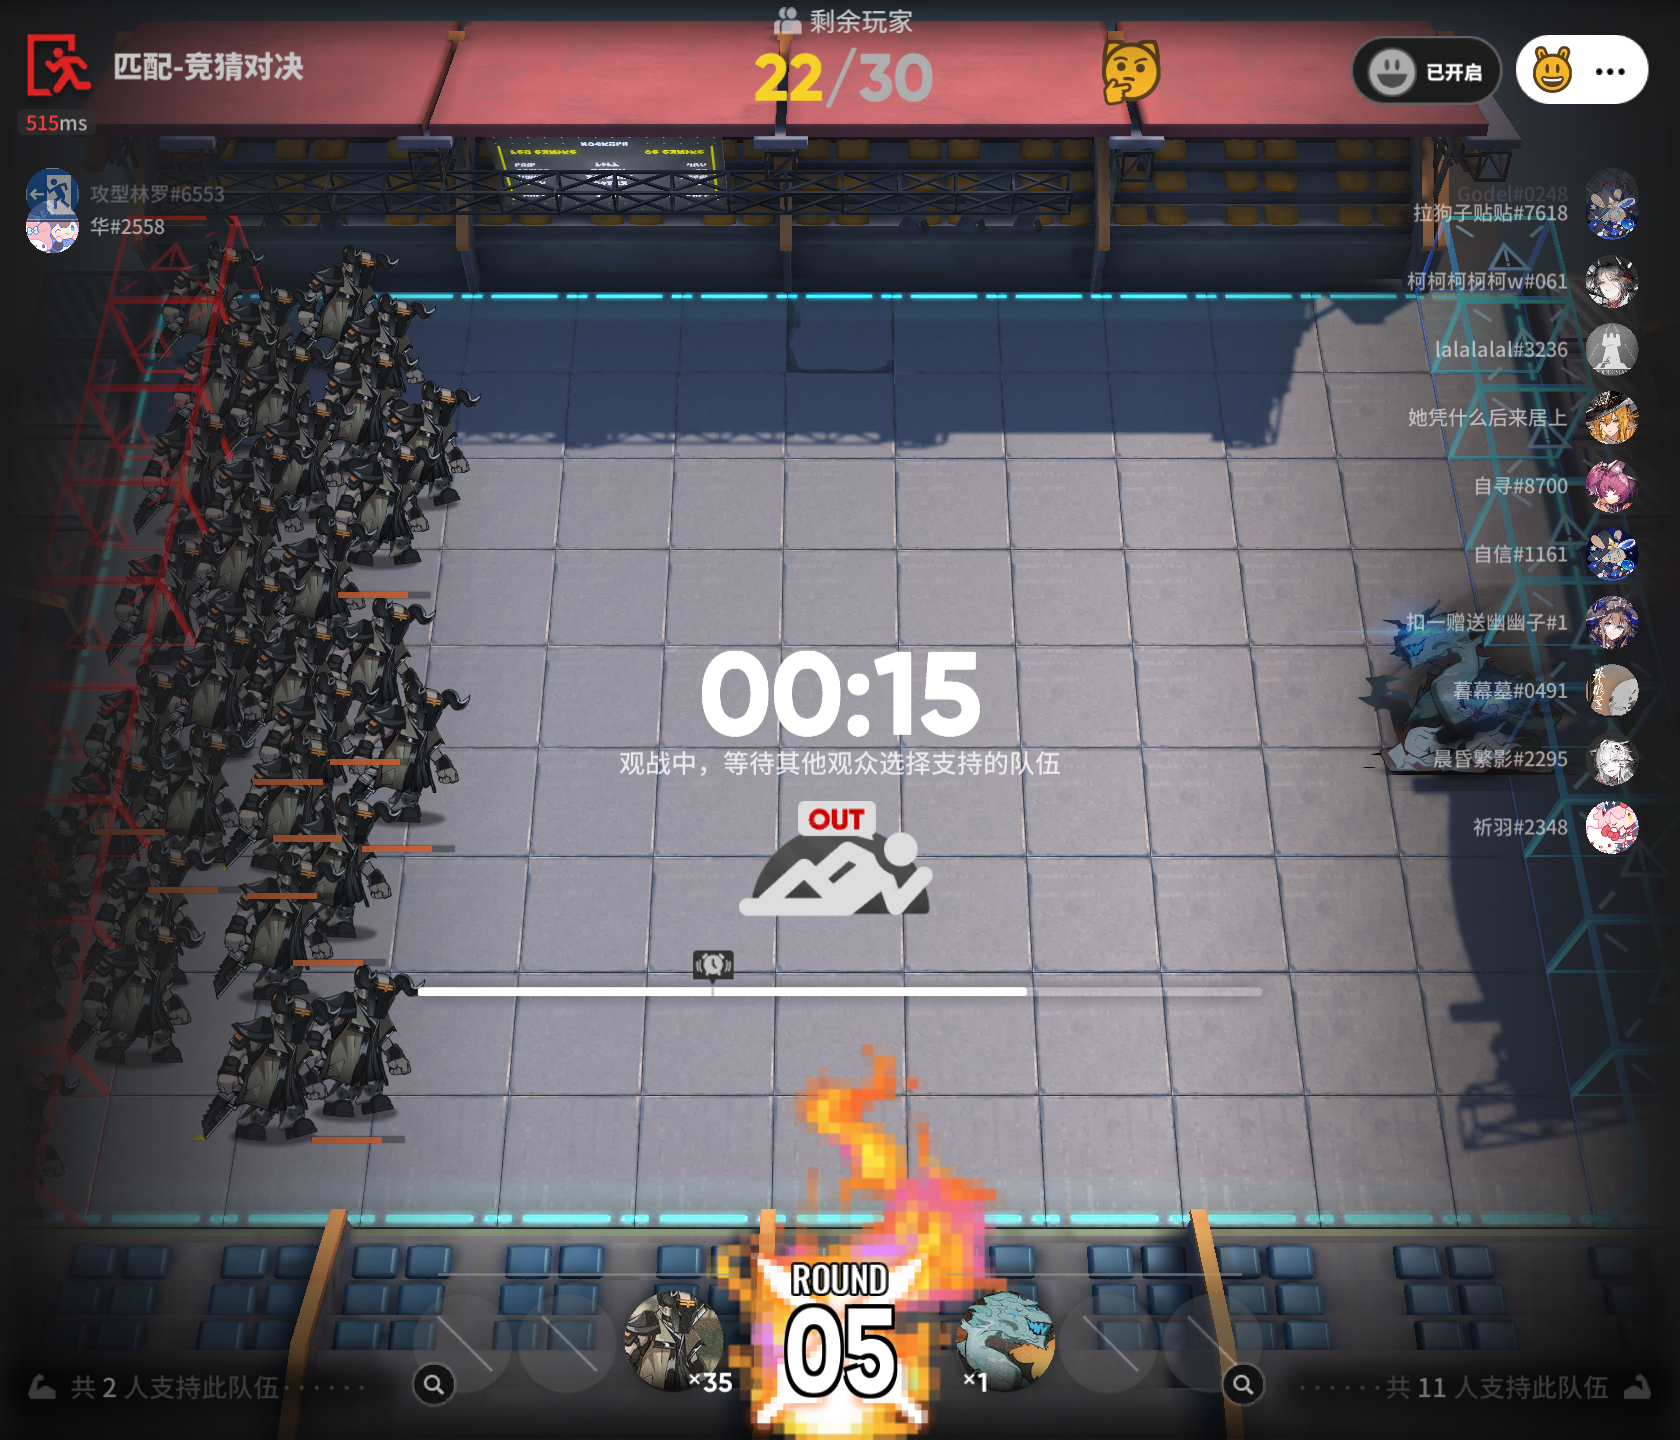 剩余玩家
匹配-竞猜对决
22/30
已开启
515ms
攻型林罗#6553
华#2558
Godel#0248
拉狗子贴贴#7618
柯柯柯柯柯w#061
lalalalal#3236
她凭什么后来居上
自寻#8700
自信#1161
扣一赠送幽幽子#1
暮幕墓#0491
晨昏繁影#2295
祈羽#2348
00:15
观战中，等待其他观众选择支持的队伍
OUT
ROUND
05
×35
×1
共 2 人支持此队伍······
······共 11 人支持此队伍